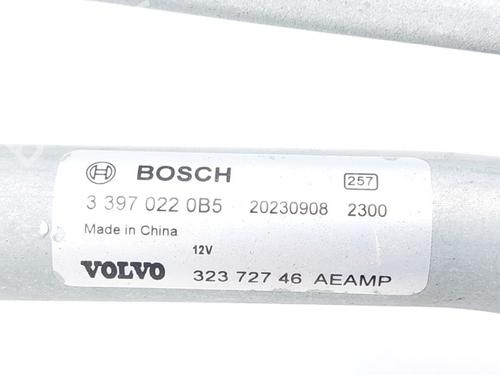 BOSCH 257
3 397 022 0B5 20230908 2300
Made in China
12V
VOLVO 323 727 46 AEAMP